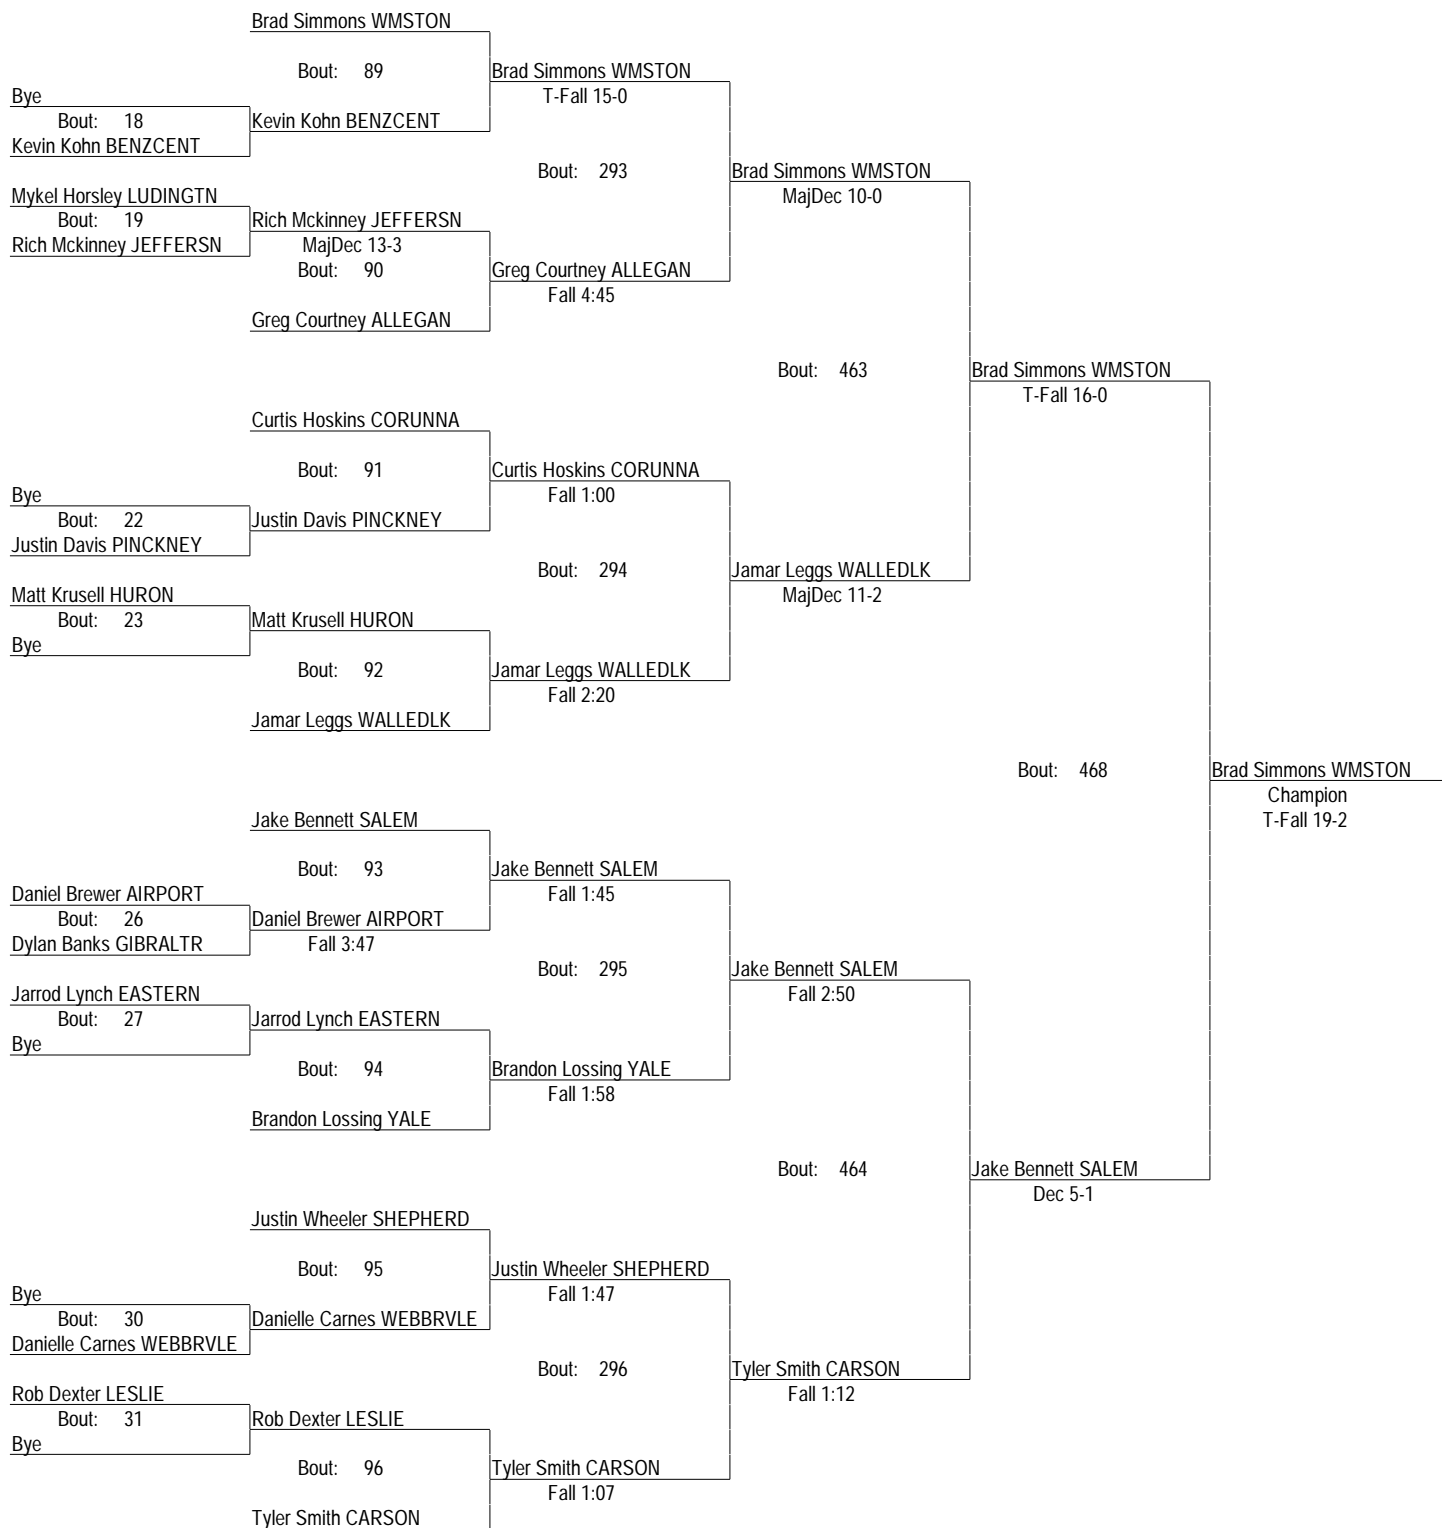 Brad Simmons WMSTON
Bout: 89
Brad Simmons WMSTON
Bye
T-Fall 15-0
Bout: 18
Kevin Kohn BENZCENT
Kevin Kohn BENZCENT
Bout: 293
Brad Simmons WMSTON
Mykel Horsley LUDINGTN
MajDec 10-0
Bout: 19
Rich Mckinney JEFFERSN
Rich Mckinney JEFFERSN
MajDec 13-3
Bout: 90
Greg Courtney ALLEGAN
Fall 4:45
Greg Courtney ALLEGAN
Bout: 463
Brad Simmons WMSTON
T-Fall 16-0
Curtis Hoskins CORUNNA
Bout: 91
Curtis Hoskins CORUNNA
Bye
Fall 1:00
Bout: 22
Justin Davis PINCKNEY
Justin Davis PINCKNEY
Bout: 294
Jamar Leggs WALLEDLK
Matt Krusell HURON
MajDec 11-2
Bout: 23
Matt Krusell HURON
Bye
Bout: 92
Jamar Leggs WALLEDLK
Fall 2:20
Jamar Leggs WALLEDLK
Bout: 468
Brad Simmons WMSTON
Champion
T-Fall 19-2
Jake Bennett SALEM
Bout: 93
Jake Bennett SALEM
Daniel Brewer AIRPORT
Fall 1:45
Bout: 26
Daniel Brewer AIRPORT
Dylan Banks GIBRALTR
Fall 3:47
Bout: 295
Jake Bennett SALEM
Jarrod Lynch EASTERN
Fall 2:50
Bout: 27
Jarrod Lynch EASTERN
Bye
Bout: 94
Brandon Lossing YALE
Fall 1:58
Brandon Lossing YALE
Bout: 464
Jake Bennett SALEM
Dec 5-1
Justin Wheeler SHEPHERD
Bout: 95
Justin Wheeler SHEPHERD
Bye
Fall 1:47
Bout: 30
Danielle Carnes WEBBRVLE
Danielle Carnes WEBBRVLE
Bout: 296
Tyler Smith CARSON
Rob Dexter LESLIE
Fall 1:12
Bout: 31
Rob Dexter LESLIE
Bye
Bout: 96
Tyler Smith CARSON
Fall 1:07
Tyler Smith CARSON